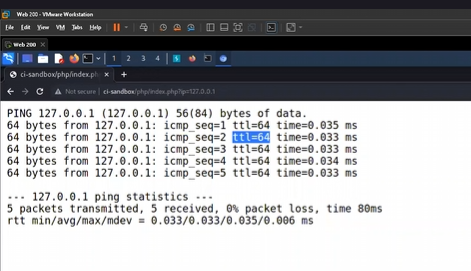 Web 200 - VMware Workstation
File Edit View VM Tabs Help
Web 200
1 2 3 4
ci-sandbox/php/index.ph
Not secure | ci-sandbox/php/index.php?ip=127.0.0.1
PING 127.0.0.1 (127.0.0.1) 56(84) bytes of data.
64 bytes from 127.0.0.1: icmp_seq=1 ttl=64 time=0.035 ms
64 bytes from 127.0.0.1: icmp_seq=2 ttl=64 time=0.033 ms
64 bytes from 127.0.0.1: icmp_seq=3 ttl=64 time=0.033 ms
64 bytes from 127.0.0.1: icmp_seq=4 ttl=64 time=0.034 ms
64 bytes from 127.0.0.1: icmp_seq=5 ttl=64 time=0.033 ms
--- 127.0.0.1 ping statistics ---
5 packets transmitted, 5 received, 0% packet loss, time 80ms
rtt min/avg/max/mdev = 0.033/0.033/0.035/0.006 ms